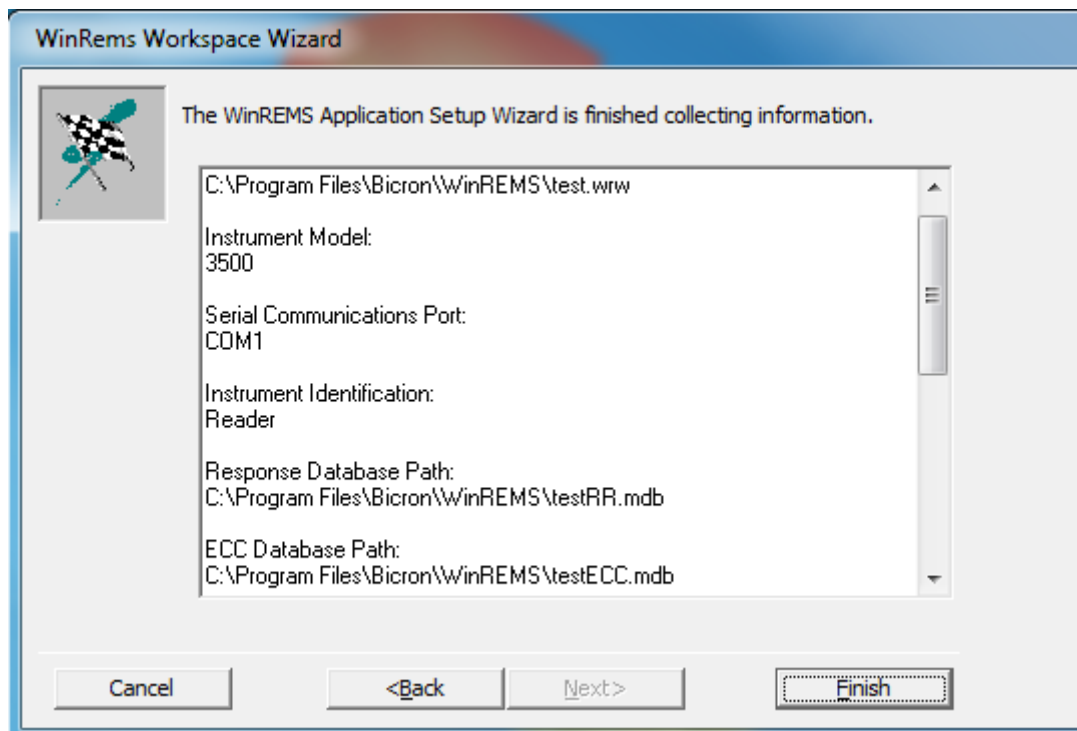 WinRems Workspace Wizard
The WinREMS Application Setup Wizard is finished collecting information.
C:\Program Files\Bicron\WinREMS\test.wrw
Instrument Model:
3500
Serial Communications Port:
COM1
Instrument Identification:
Reader
Response Database Path:
C:\Program Files\Bicron\WinREMS\testRR.mdb
ECC Database Path:
C:\Program Files\Bicron\WinREMS\testECC.mdb
Cancel
<Back
Next>
Finish